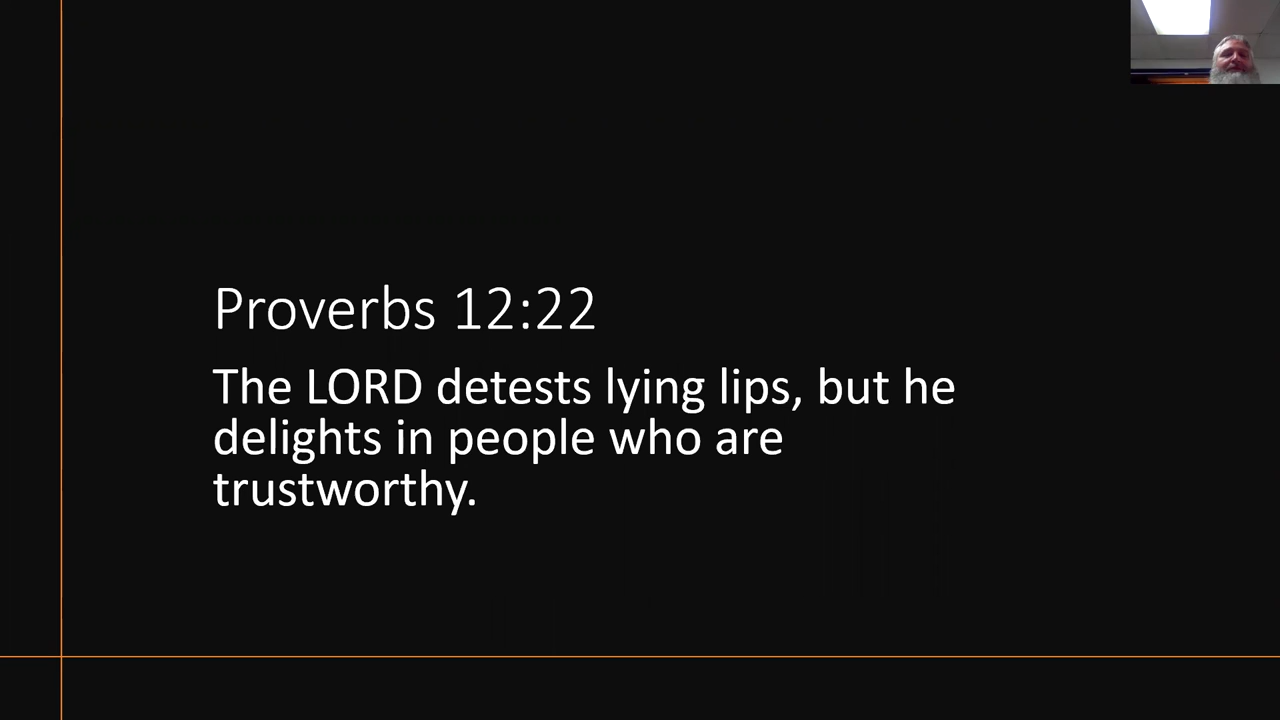 Proverbs 12:22
The LORD detests lying lips, but he
delights in people who are
trustworthy.